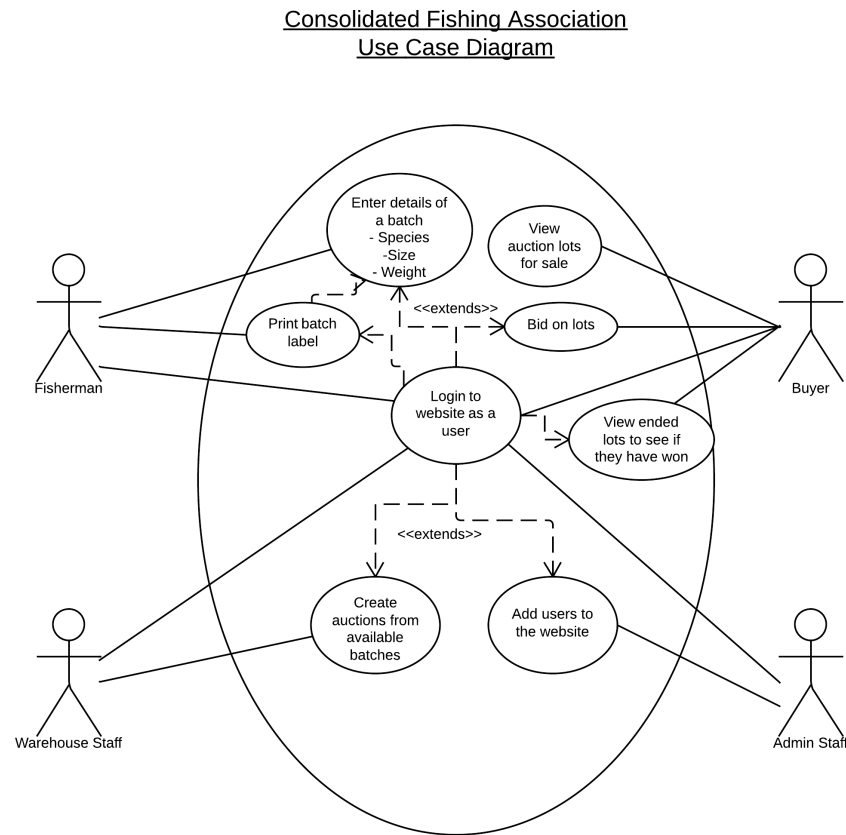 Consolidated Fishing Association
Use Case Diagram
Enter details of
a batch
- Species
-Size
- Weight
View
auction lots
for sale
<<extends>>
Print batch
label
Bid on lots
Fisherman
Buyer
Login to
website as a
user
View ended
lots to see if
they have won
<<extends>>
Create
auctions from
available
batches
Add users to
the website
Warehouse Staff
Admin Staff